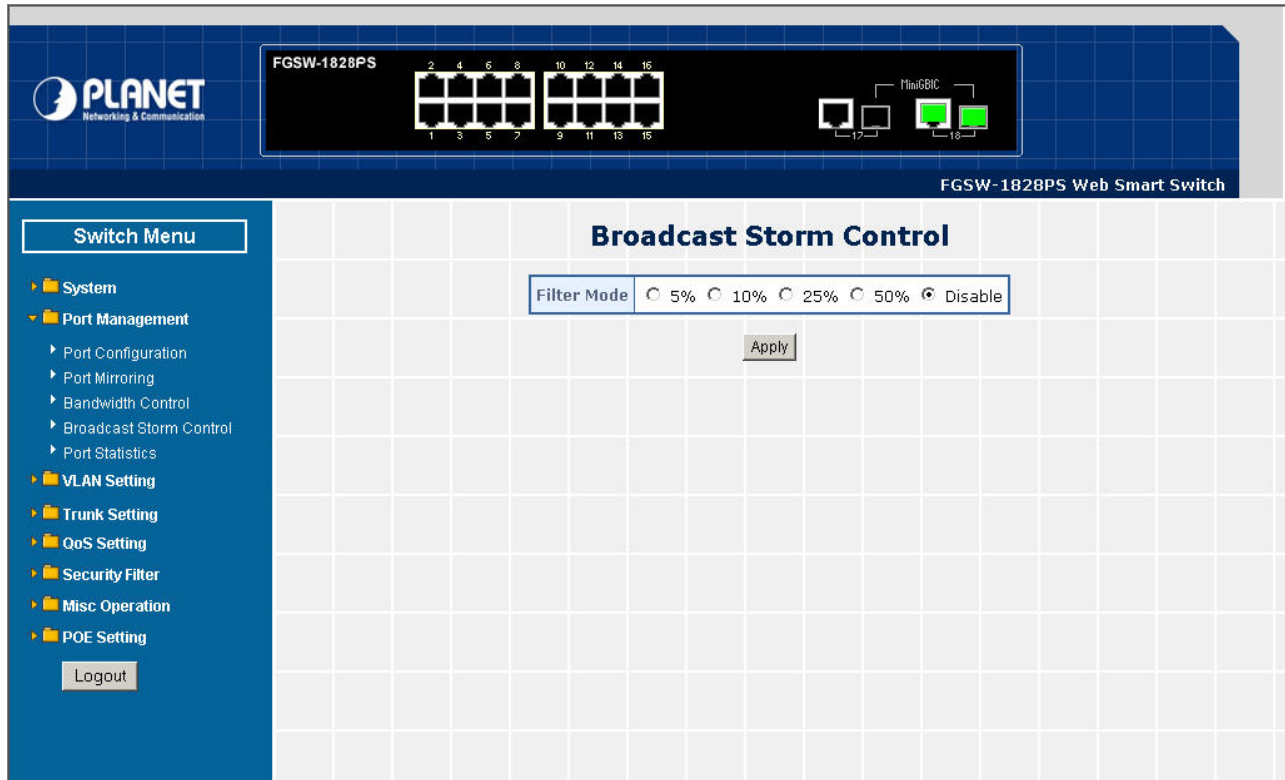 PLANET
Networking & Communication
FGSW-1828PS
2 4 6 8 10 12 14 16
MiniGBIC
1 3 5 7 9 11 13 15
17 18
FGSW-1828PS Web Smart Switch
Switch Menu
System
Port Management
Port Configuration
Port Mirroring
Bandwidth Control
Broadcast Storm Control
Port Statistics
VLAN Setting
Trunk Setting
QoS Setting
Security Filter
Misc Operation
POE Setting
Logout
Broadcast Storm Control
Filter Mode 5% 10% 25% 50% Disable
Apply